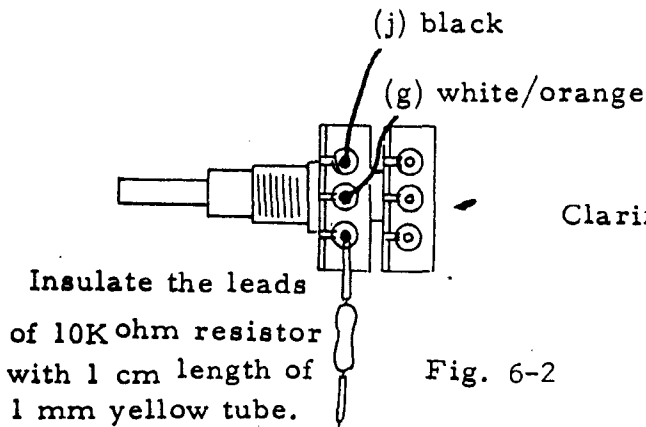 (j) black
(g) white/orange
Insulate the leads
of 10K ohm resistor
with 1 cm length of
1 mm yellow tube.
Fig. 6-2